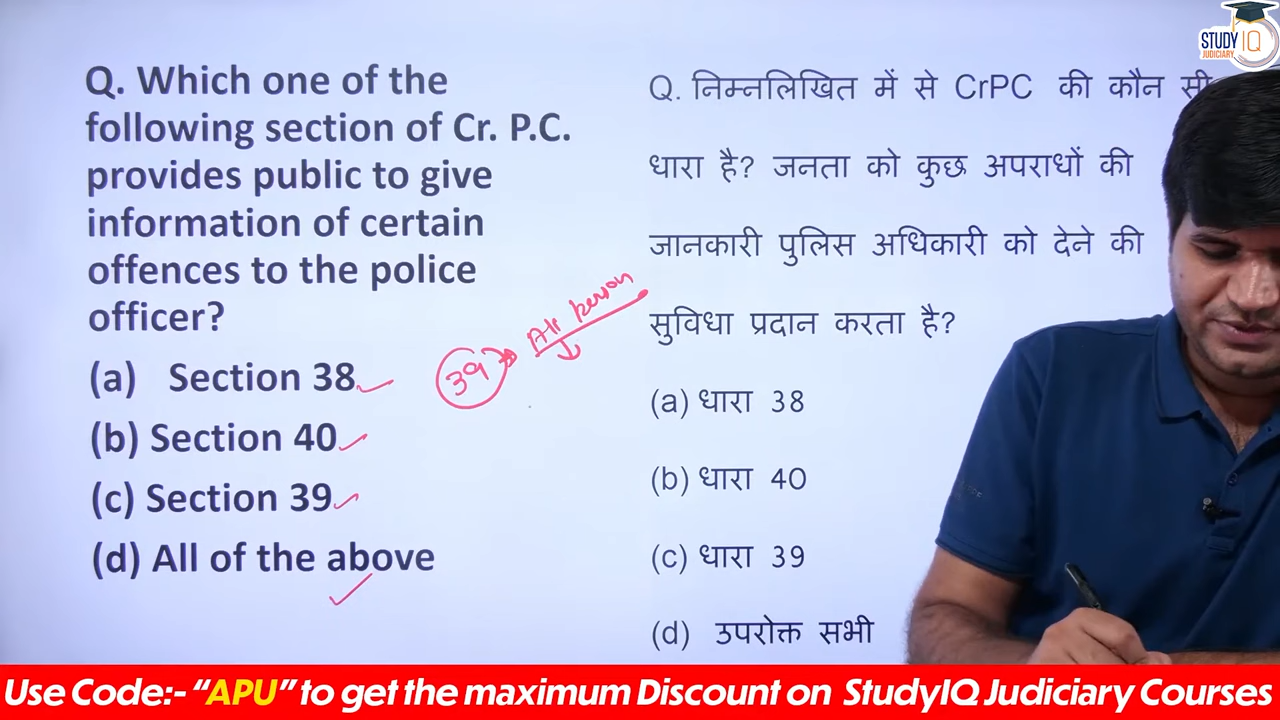 STUDY IQ
JUDICIARY
Q. Which one of the
following section of Cr. P.C.
provides public to give
information of certain
offences to the police
officer?
(a) Section 38
(b) Section 40
(c) Section 39
(d) All of the above
39 All person
Q. निम्नलिखित में से CrPC की कौन सी
धारा है? जनता को कुछ अपराधों की
जानकारी पुलिस अधिकारी को देने की
सुविधा प्रदान करता है?
(a) धारा 38
(b) धारा 40
(c) धारा 39
(d) उपरोक्त सभी
Use Code:- “APU” to get the maximum Discount on StudyIQ Judiciary Courses